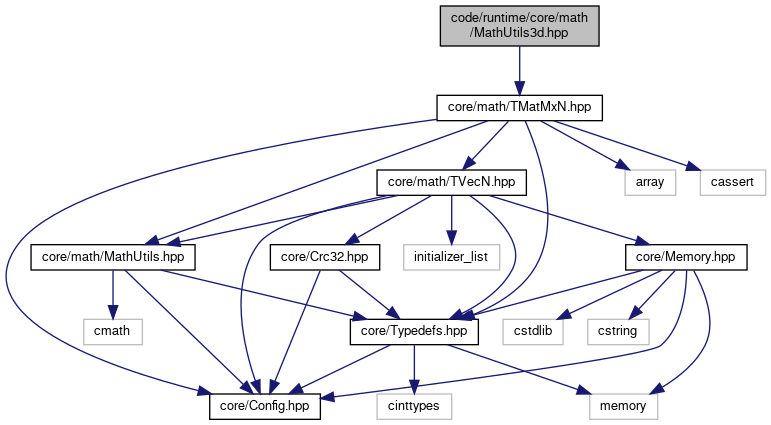 code/runtime/core/math
/MathUtils3d.hpp
core/math/TMatMxN.hpp
core/math/TVecN.hpp
array
cassert
core/math/MathUtils.hpp
core/Crc32.hpp
initializer_list
core/Memory.hpp
cmath
core/Typedefs.hpp
cstdlib
cstring
core/Config.hpp
cinttypes
memory